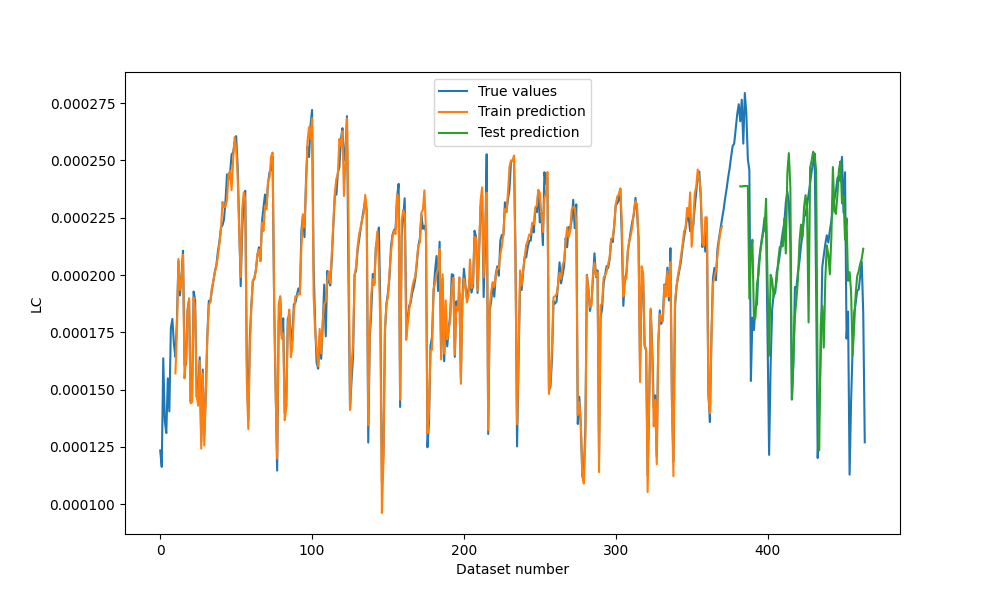 True values
Train prediction
Test prediction
0.000275
0.000250
0.000225
0.000200
0.000175
0.000150
0.000125
0.000100
LC
0 100 200 300 400
Dataset number